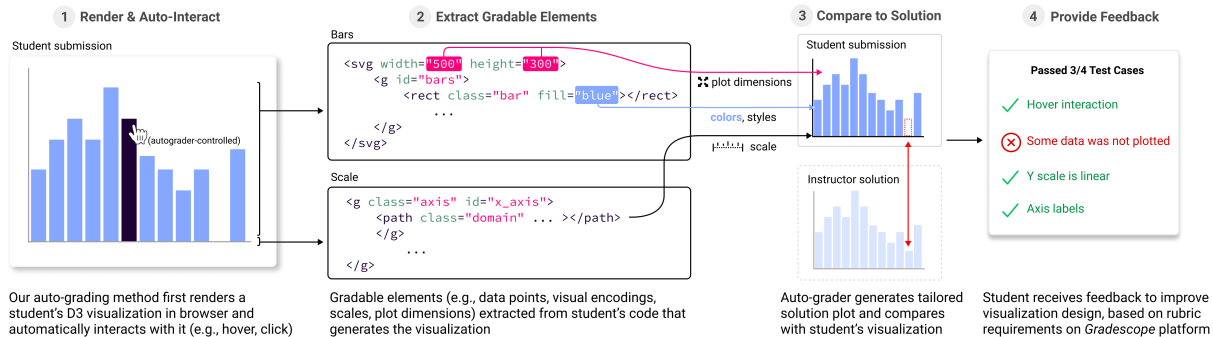 1 Render & Auto-Interact
Student submission
(autograder-controlled)
Our auto-grading method first renders a
student's D3 visualization in browser and
automatically interacts with it (e.g., hover, click)
2 Extract Gradable Elements
Bars
<svg width="500" height="300">
<g id="bars">
<rect class="bar" fill="blue"></rect>
...
</g>
</svg>
Scale
<g class="axis" id="x_axis">
<path class="domain" ... ></path>
</g>
...
</g>
Gradable elements (e.g., data points, visual encodings,
scales, plot dimensions) extracted from student's code that
generates the visualization
plot dimensions
colors, styles
scale
3 Compare to Solution
Student submission
Instructor solution
Auto-grader generates tailored
solution plot and compares
with student's visualization
4 Provide Feedback
Passed 3/4 Test Cases
Hover interaction
Some data was not plotted
Y scale is linear
Axis labels
Student receives feedback to improve
visualization design, based on rubric
requirements on Gradescope platform